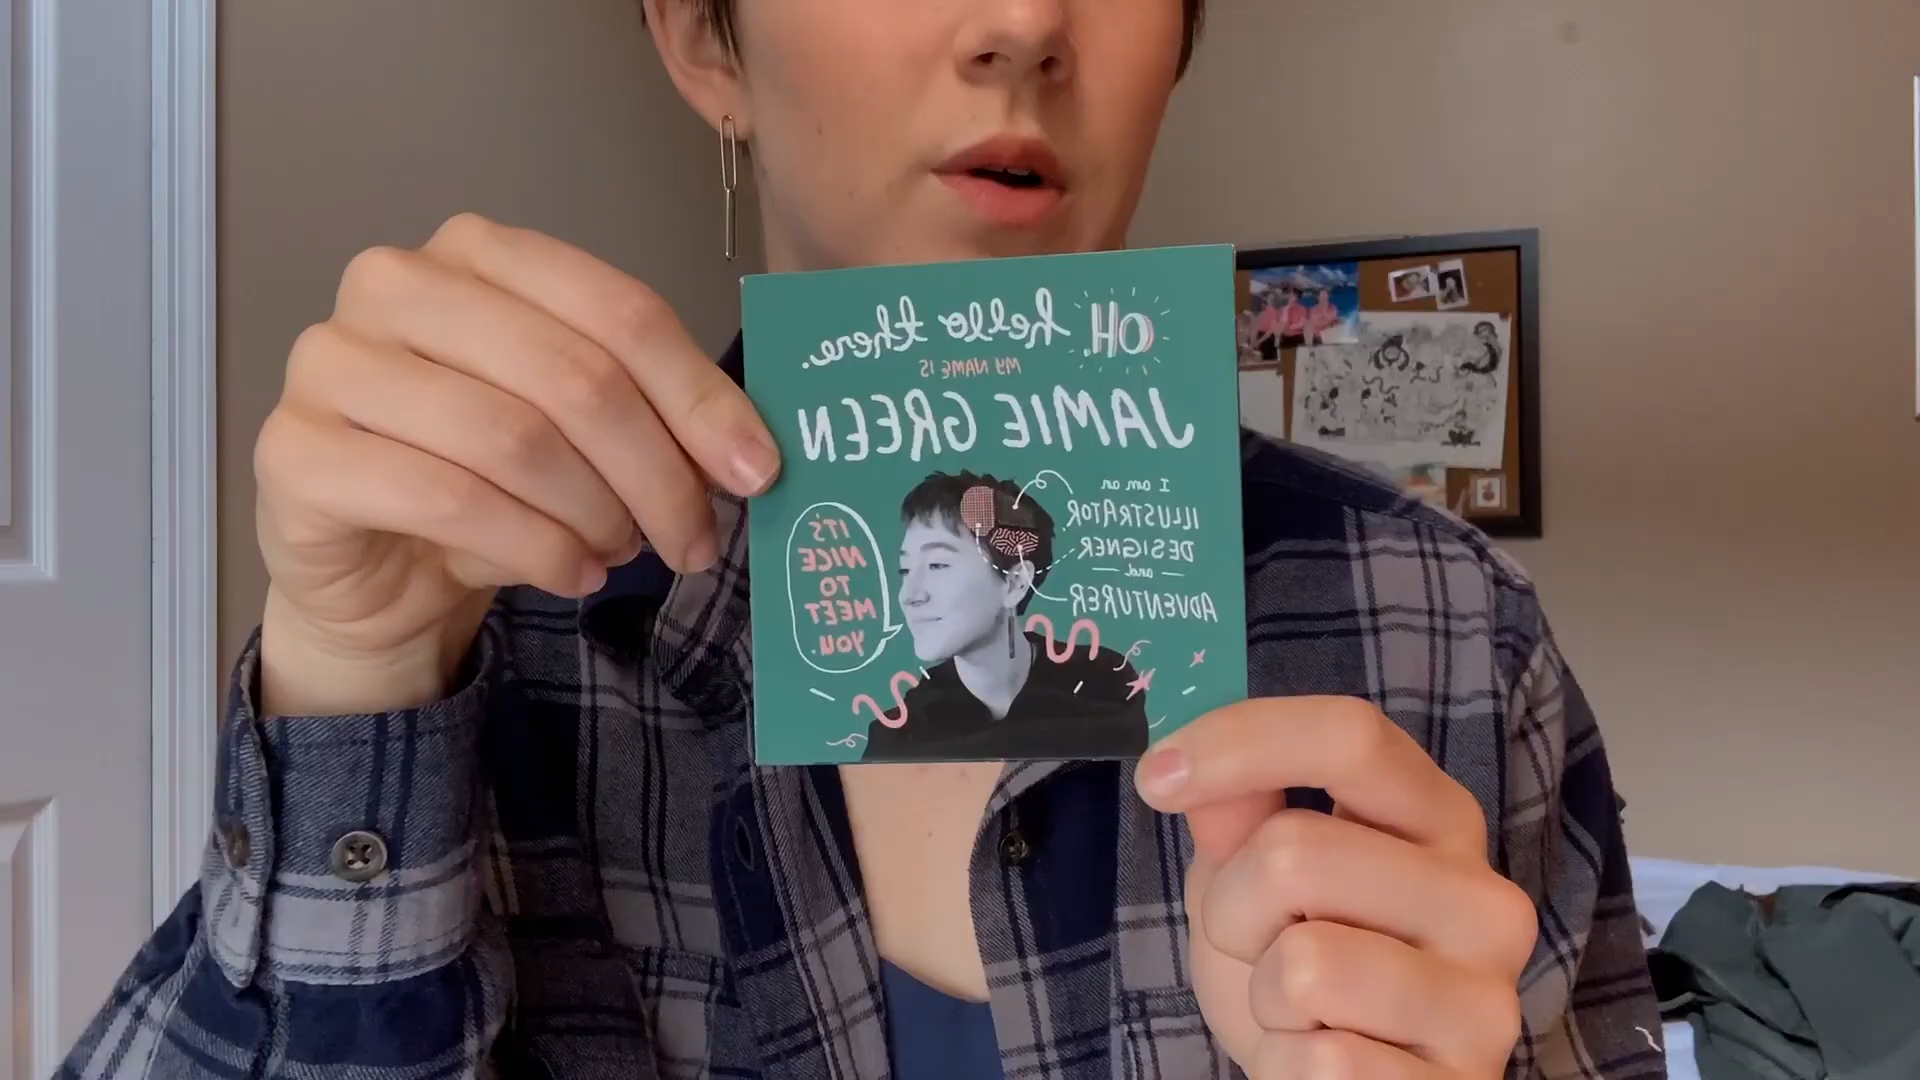 OH, hello there.
MY NAME IS
JAMIE GREEN
I am an
ILLUSTRATOR,
DESIGNER
and
ADVENTURER
IT'S
NICE
TO
MEET
YOU.